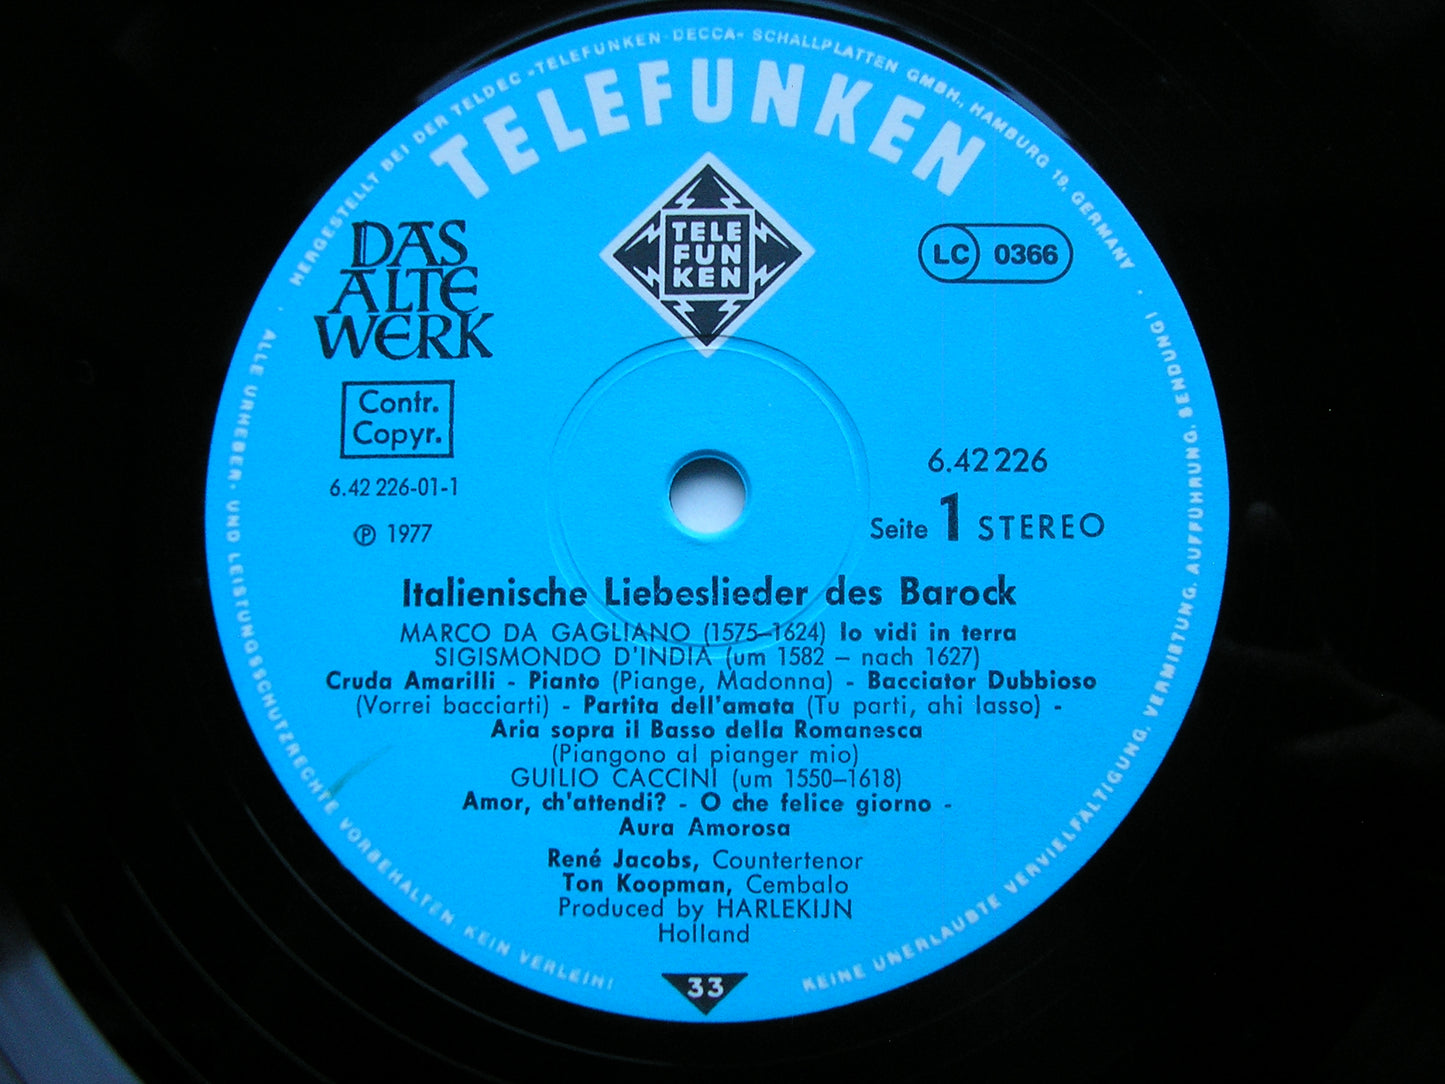 HERGESTELLT BEI DER TELDEC »TELEFUNKEN-DECCA« SCHALLPLATTEN GMBH., HAMBURG 19, GERMANY
TELEFUNKEN
TELE
FUN
KEN
DAS
ALTE
WERK
LC 0366
Contr.
Copyr.
6.42 226-01-1
℗ 1977
6.42 226
Seite 1 STEREO
Italienische Liebeslieder des Barock
MARCO DA GAGLIANO (1575–1624) Io vidi in terra
SIGISMONDO D'INDIA (um 1582 – nach 1627)
Cruda Amarilli - Pianto (Piange, Madonna) - Bacciator Dubbioso
(Vorrei bacciarti) - Partita dell'amata (Tu parti, ahi lasso) -
Aria sopra il Basso della Romanesca
(Piangono al pianger mio)
GUILIO CACCINI (um 1550–1618)
Amor, ch'attendi? - O che felice giorno -
Aura Amorosa
René Jacobs, Countertenor
Ton Koopman, Cembalo
Produced by HARLEKIJN
Holland
33
ALLE URHEBER- UND LEISTUNGSSCHUTZRECHTE VORBEHALTEN. KEIN VERLEIH! KEINE UNERLAUBTE VERVIELFÄLTIGUNG, VERMIETUNG, AUFFÜHRUNG, SENDUNG!